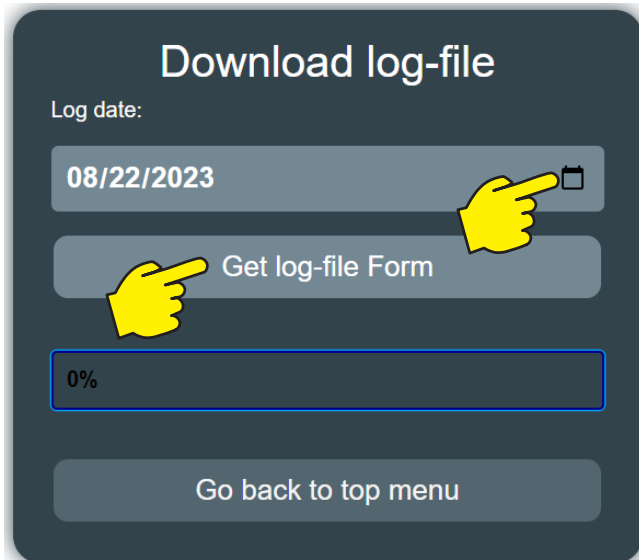 Download log-file
Log date:
08/22/2023
Get log-file Form
0%
Go back to top menu